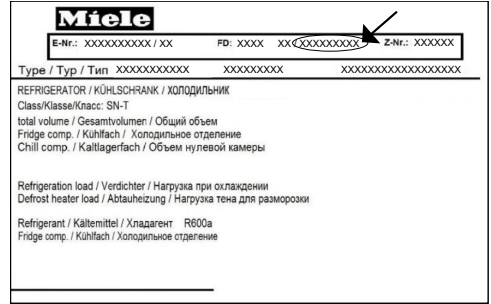 Miele
E-Nr.: XXXXXXXXXX / XX FD: XXXX XX / XXXXXXXXX Z-Nr.: XXXXXX
Type / Typ / Тип XXXXXXXXXXX XXXXXXXXX XXXXXXXXXXXXXXXXXX
REFRIGERATOR / KÜHLSCHRANK / ХОЛОДИЛЬНИК
Class/Klasse/Класс: SN-T
total volume / Gesamtvolumen / Общий объем
Fridge comp. / Kühlfach / Холодильное отделение
Chill comp. / Kaltlagerfach / Объем нулевой камеры
Refrigeration load / Verdichter / Нагрузка при охлаждении
Defrost heater load / Abtauheizung / Нагрузка тена для разморозки
Refrigerant / Kältemittel / Хладагент R600a
Fridge comp. / Kühlfach / Холодильное отделение